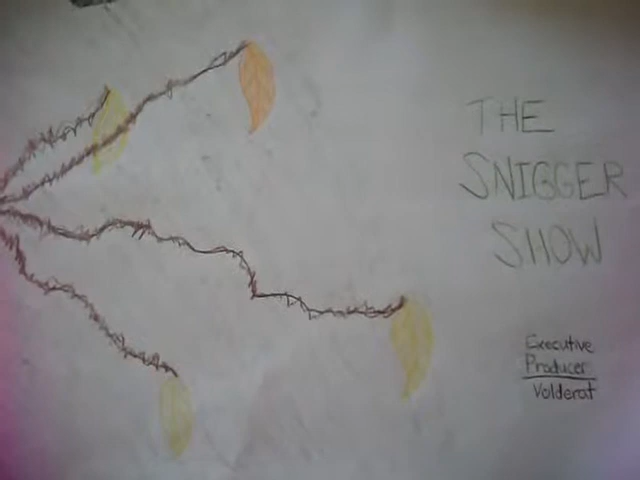 THE
SNIGGER
SHOW
Executive
Producer
Volderat